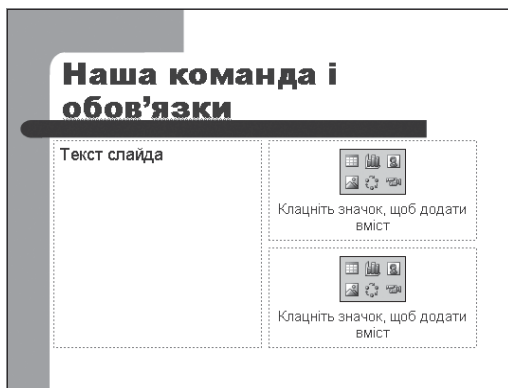 Наша команда і
обов’язки
Текст слайда
Клацніть значок, щоб додати
вміст
Клацніть значок, щоб додати
вміст